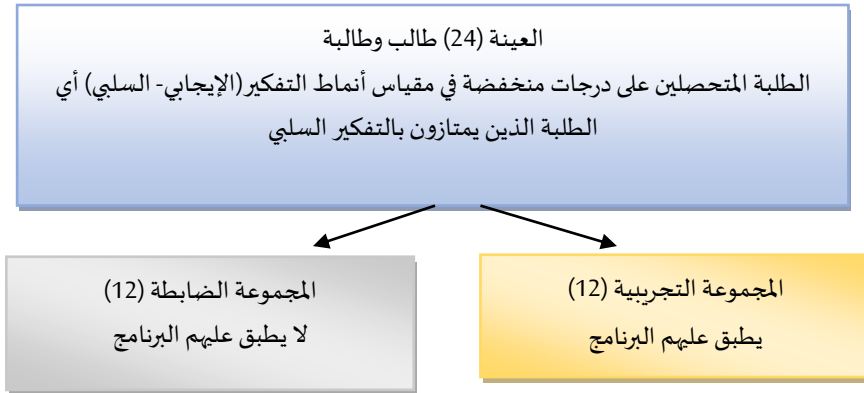 العينة (24) طالب وطالبة
الطلبة المتحصلين على درجات منخفضة في مقياس أنماط التفكير (الإيجابي- السلبي) أي
الطلبة الذين يمتازون بالتفكير السلبي
المجموعة التجريبية (12)
يطبق عليهم البرنامج
المجموعة الضابطة (12)
لا يطبق عليهم البرنامج